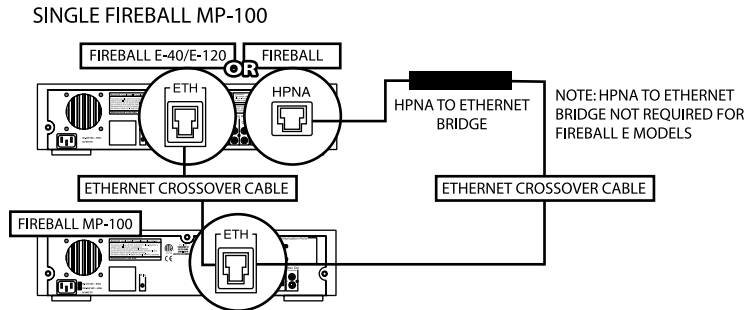 SINGLE FIREBALL MP-100
FIREBALL E-40/E-120
OR
FIREBALL
ETH
HPNA
HPNA TO ETHERNET
BRIDGE
NOTE: HPNA TO ETHERNET
BRIDGE NOT REQUIRED FOR
FIREBALL E MODELS
ETHERNET CROSSOVER CABLE
ETHERNET CROSSOVER CABLE
FIREBALL MP-100
ETH